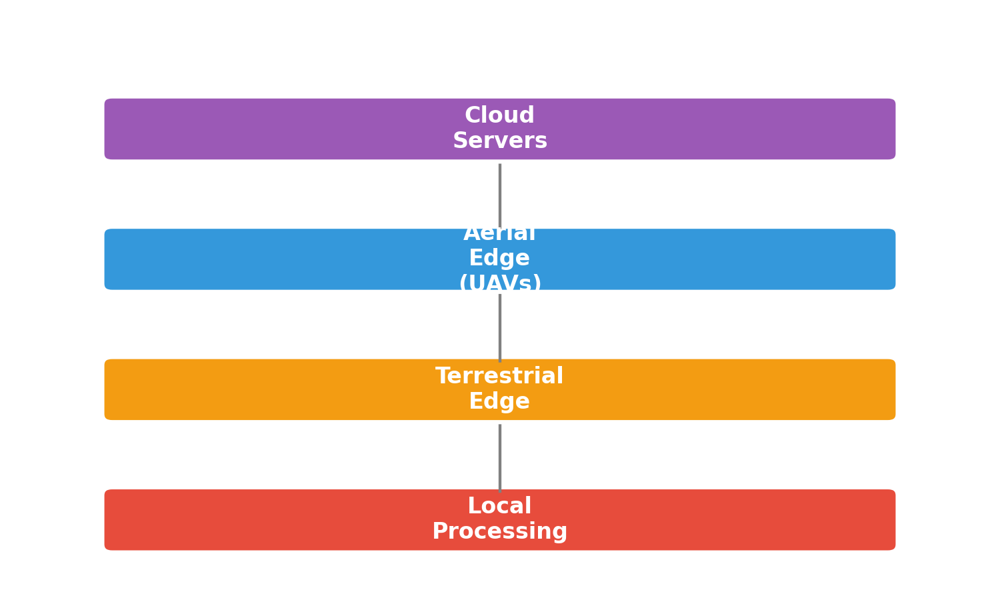 Cloud
Servers
Aerial
Edge
(UAVs)
Terrestrial
Edge
Local
Processing